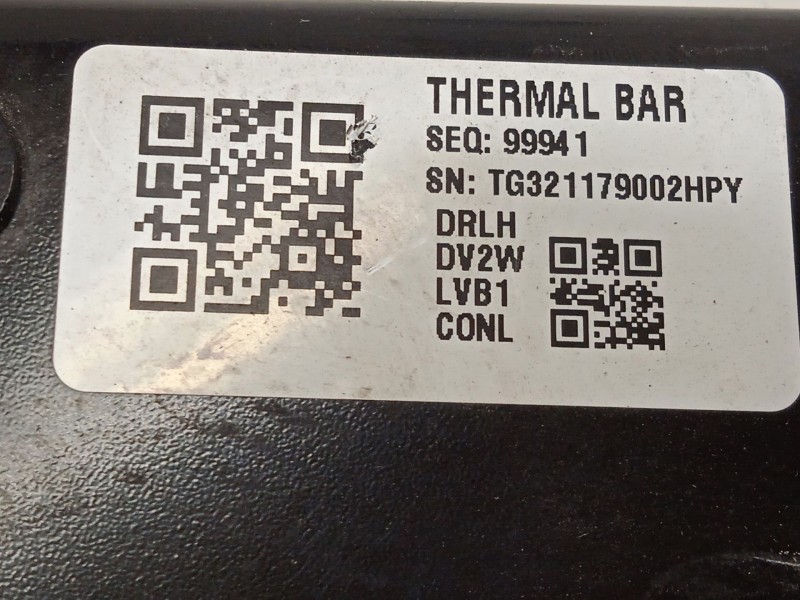 THERMAL BAR
SEQ: 99941
SN: TG321179002HPY
DRLH
DV2W
LVB1
CONL